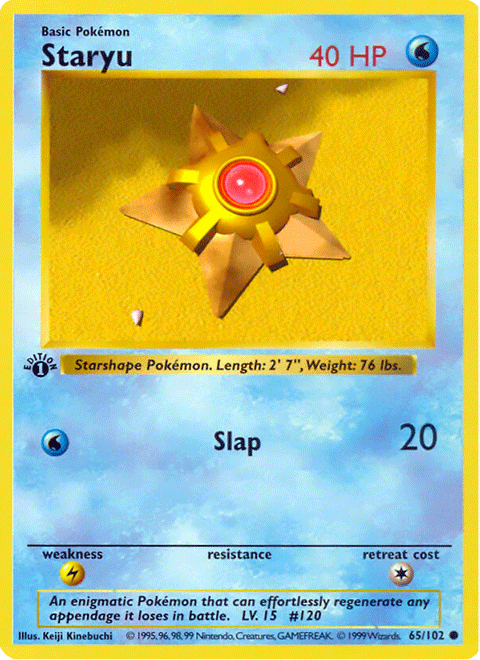 Basic Pokémon
Staryu 40 HP
EDITION 1
Starshape Pokémon. Length: 2' 7", Weight: 76 lbs.
Slap 20
weakness resistance retreat cost
An enigmatic Pokémon that can effortlessly regenerate any
appendage it loses in battle. LV. 15 #120
Illus. Keiji Kinebuchi © 1995, 96, 98, 99 Nintendo, Creatures, GAMEFREAK. © 1999 Wizards. 65/102